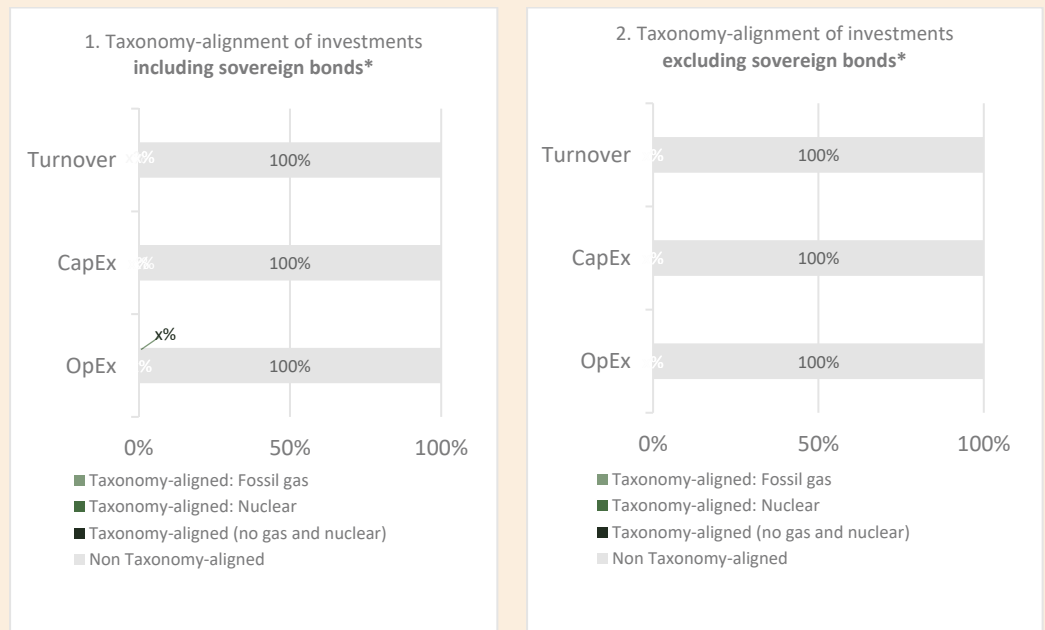 1. Taxonomy-alignment of investments
including sovereign bonds*
Turnover
100%
CapEx
100%
x%
OpEx
100%
0% 50% 100%
Taxonomy-aligned: Fossil gas
Taxonomy-aligned: Nuclear
Taxonomy-aligned (no gas and nuclear)
Non Taxonomy-aligned
2. Taxonomy-alignment of investments
excluding sovereign bonds*
Turnover
% 100%
CapEx
% 100%
OpEx
% 100%
0% 50% 100%
Taxonomy-aligned: Fossil gas
Taxonomy-aligned: Nuclear
Taxonomy-aligned (no gas and nuclear)
Non Taxonomy-aligned